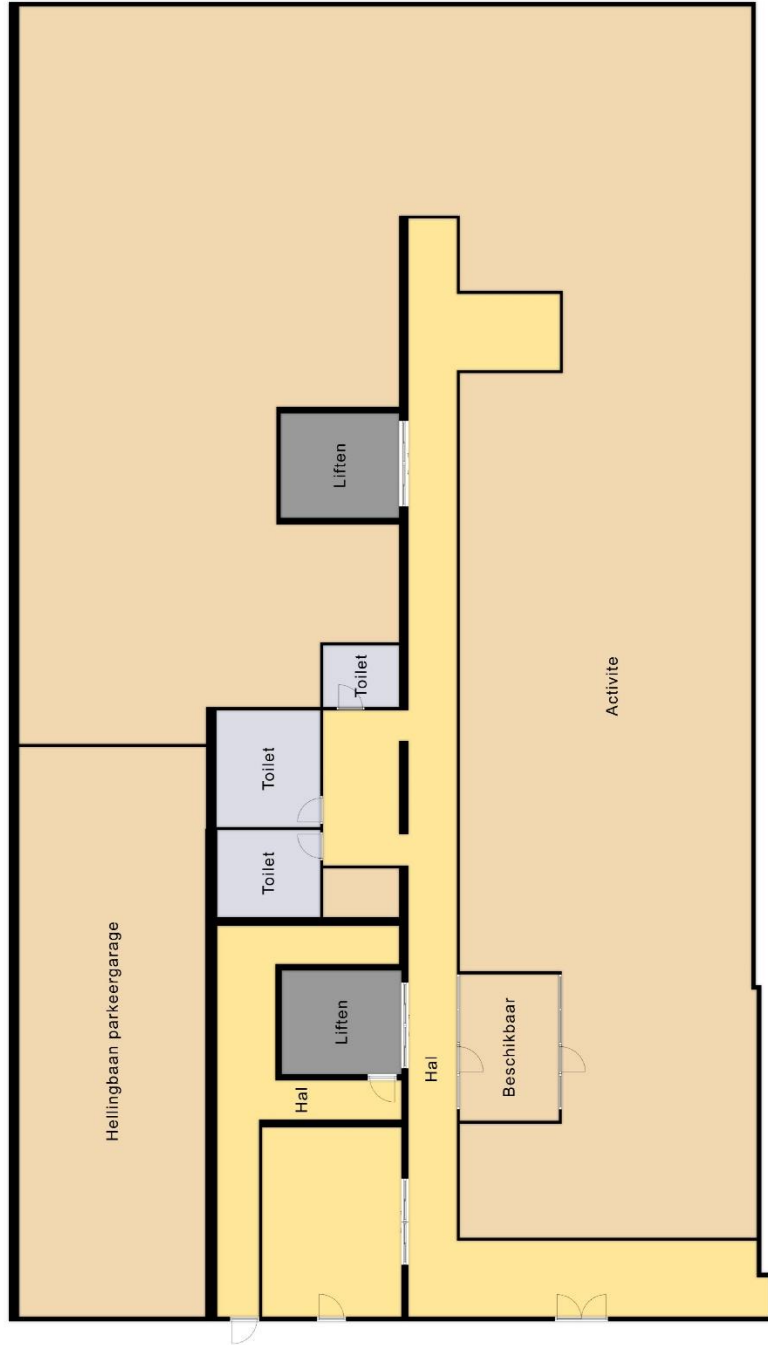 Liften
Toilet
Toilet
Activite
Toilet
Hellingbaan parkeergarage
Liften
Beschikbaar
Hal
Hal